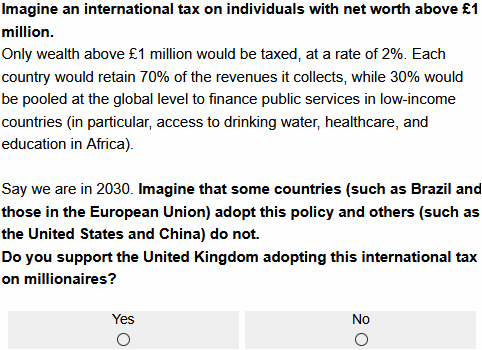 Imagine an international tax on individuals with net worth above £1
million.
Only wealth above £1 million would be taxed, at a rate of 2%. Each
country would retain 70% of the revenues it collects, while 30% would
be pooled at the global level to finance public services in low-income
countries (in particular, access to drinking water, healthcare, and
education in Africa).
Say we are in 2030. Imagine that some countries (such as Brazil and
those in the European Union) adopt this policy and others (such as
the United States and China) do not.
Do you support the United Kingdom adopting this international tax
on millionaires?
Yes No